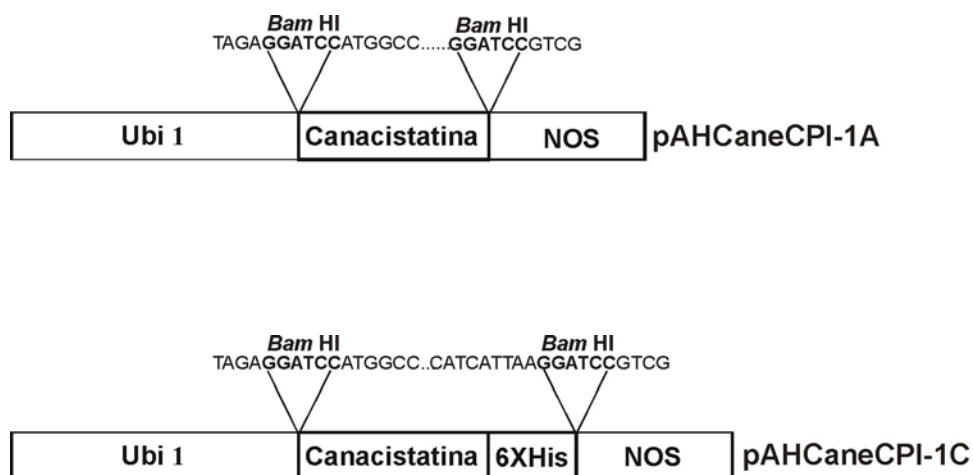 Bam HI Bam HI
TAGAGGATCCATGGCC......GGATCCGTCG
Ubi 1 Canacistatina NOS pAHCaneCPI-1A
Bam HI Bam HI
TAGAGGATCCATGGCC..CATCATTAAGGATCCGTCG
Ubi 1 Canacistatina 6XHis NOS pAHCaneCPI-1C